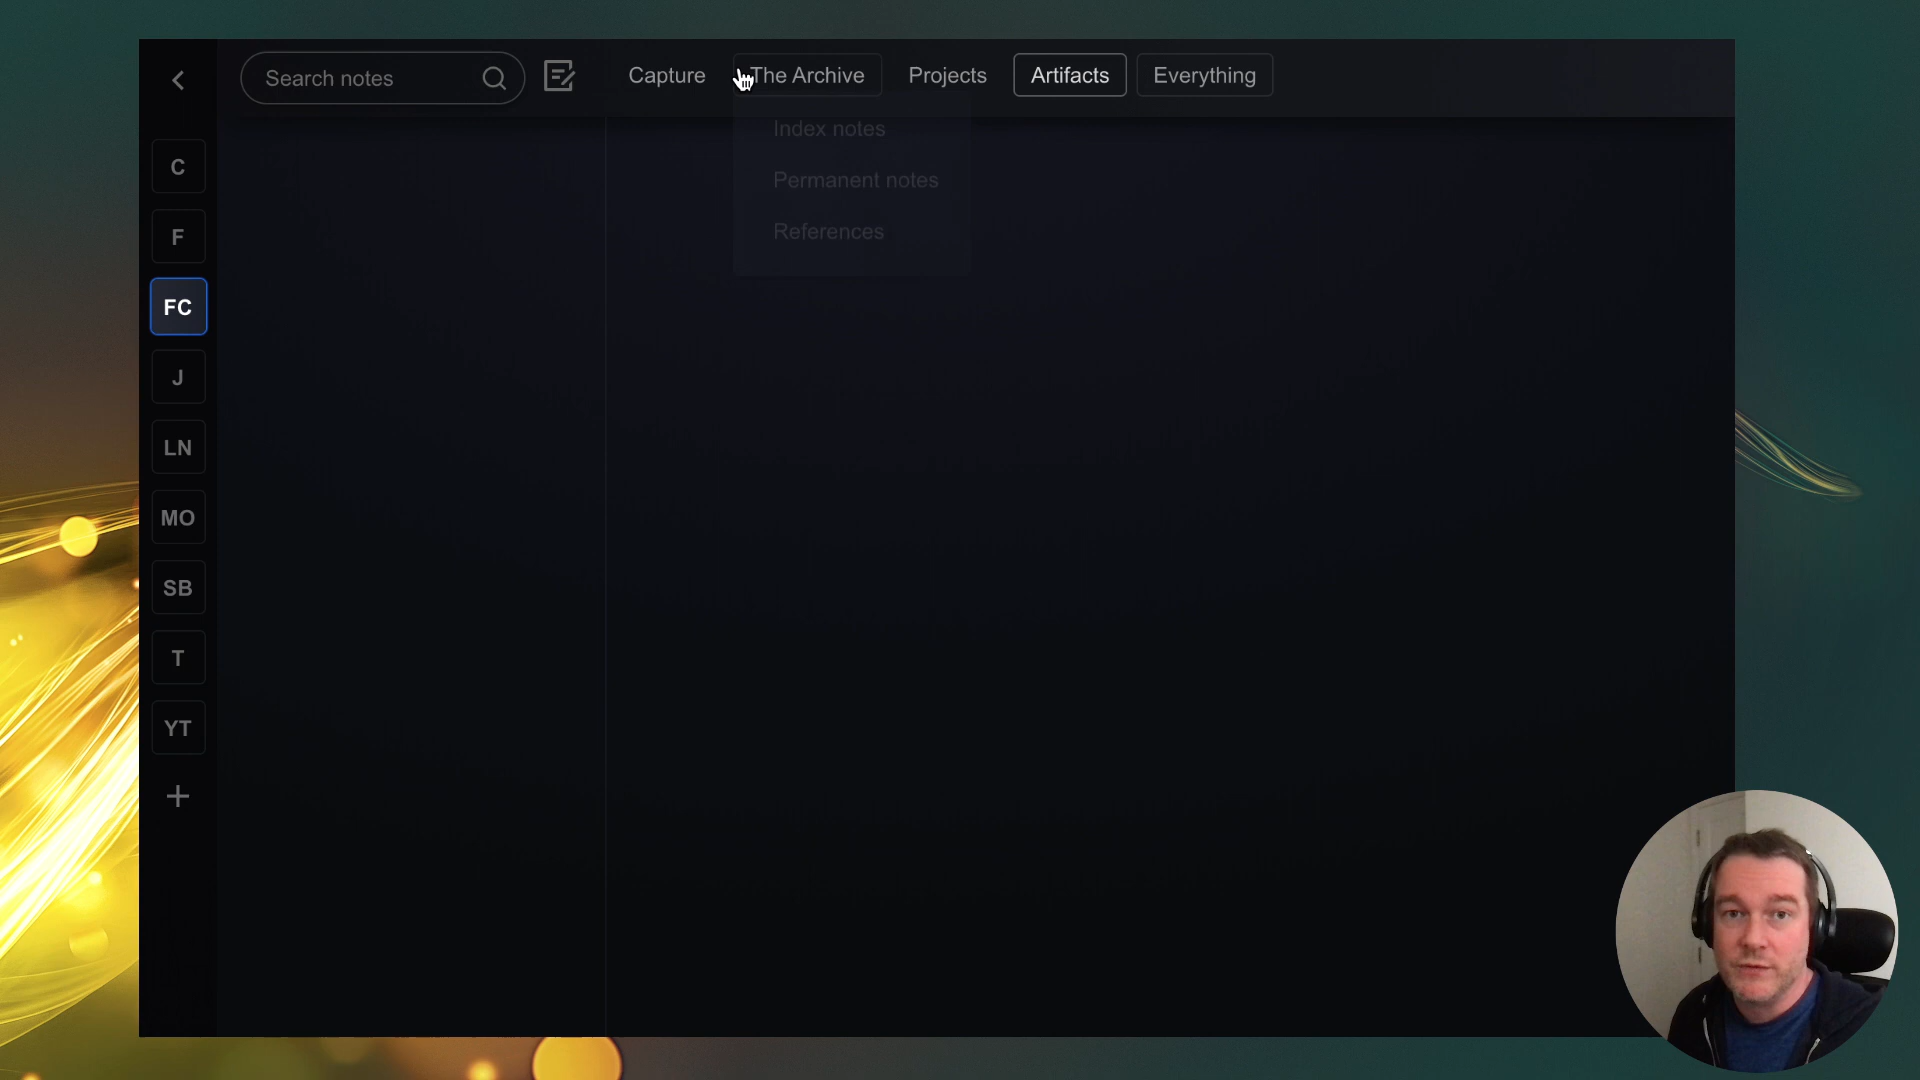 Search notes
Capture
The Archive
Projects
Artifacts
Everything
Index notes
Permanent notes
References
C
F
FC
J
LN
MO
SB
T
YT